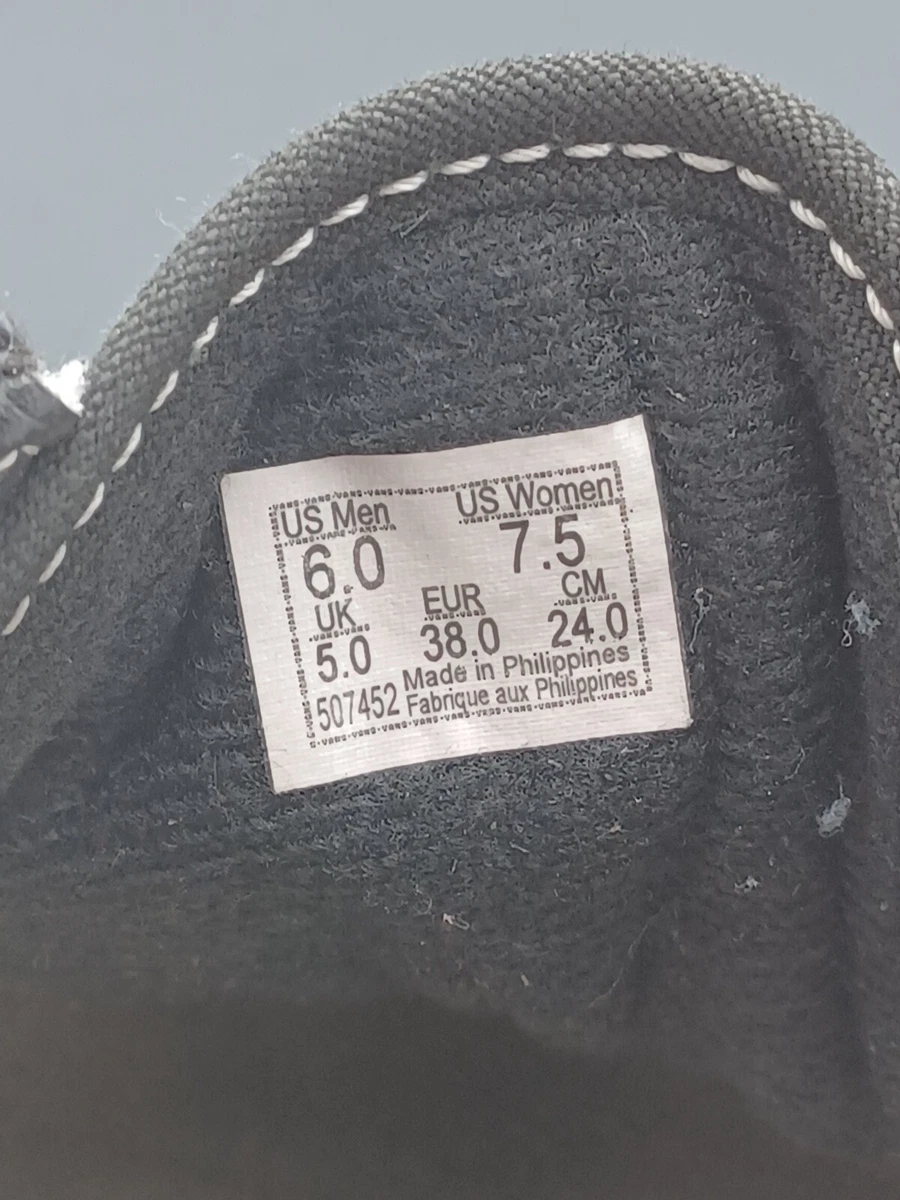 US Men US Women
6.0 7.5
UK EUR CM
5.0 38.0 24.0
Made in Philippines
507452 Fabrique aux Philippines